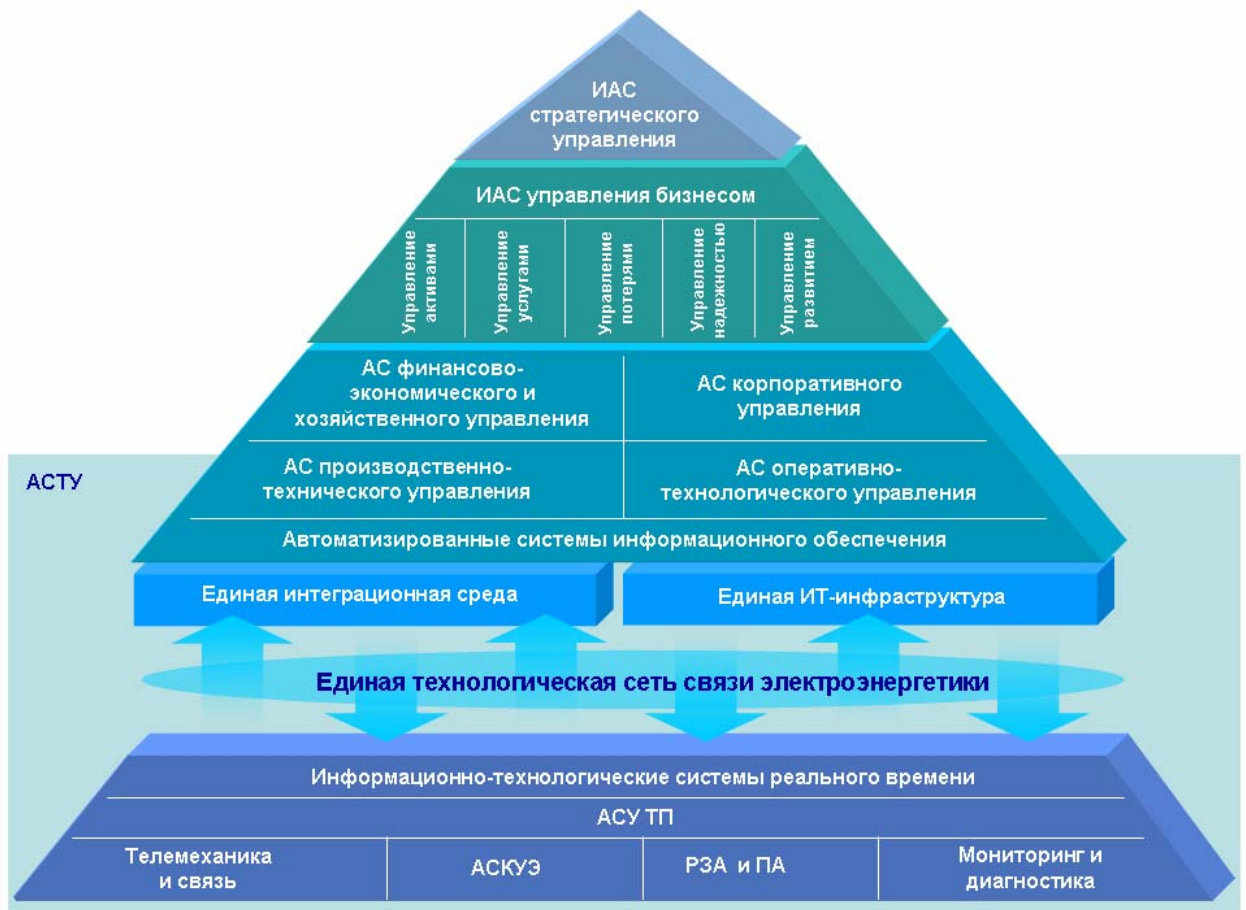 ИАС
стратегического
управления
ИАС управления бизнесом
Управление
активами
Управление
услугами
Управление
потерями
Управление
надежностью
Управление
развитием
АС финансово-
экономического и
хозяйственного управления
АС корпоративного
управления
АСТУ
АС производственно-
технического управления
АС оперативно-
технологического управления
Автоматизированные системы информационного обеспечения
Единая интеграционная среда
Единая ИТ-инфраструктура
Единая технологическая сеть связи электроэнергетики
Информационно-технологические системы реального времени
АСУ ТП
Телемеханика
и связь
АСКУЭ
РЗА и ПА
Мониторинг и
диагностика